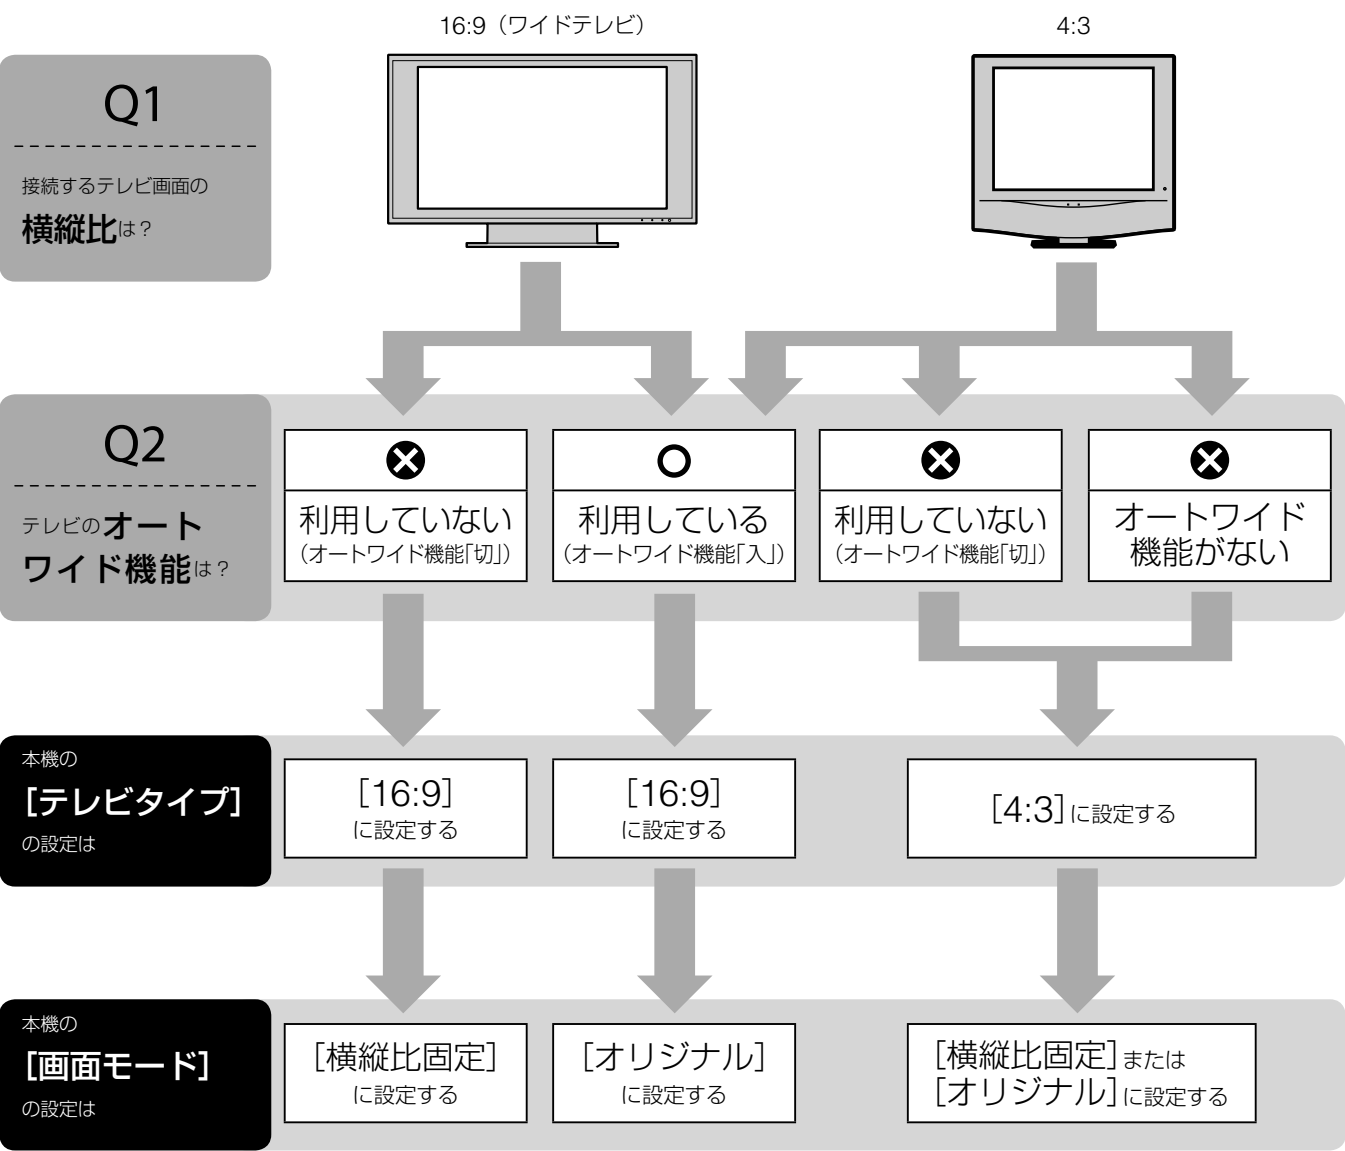 16:9（ワイドテレビ）
4:3
Q1
接続するテレビ画面の
横縦比は？
Q2
テレビのオート
ワイド機能は？
利用していない
（オートワイド機能「切」）
利用している
（オートワイド機能「入」）
利用していない
（オートワイド機能「切」）
オートワイド
機能がない
本機の
［テレビタイプ］
の設定は
［16:9］
に設定する
［16:9］
に設定する
［4:3］に設定する
本機の
［画面モード］
の設定は
［横縦比固定］
に設定する
［オリジナル］
に設定する
［横縦比固定］または
［オリジナル］に設定する